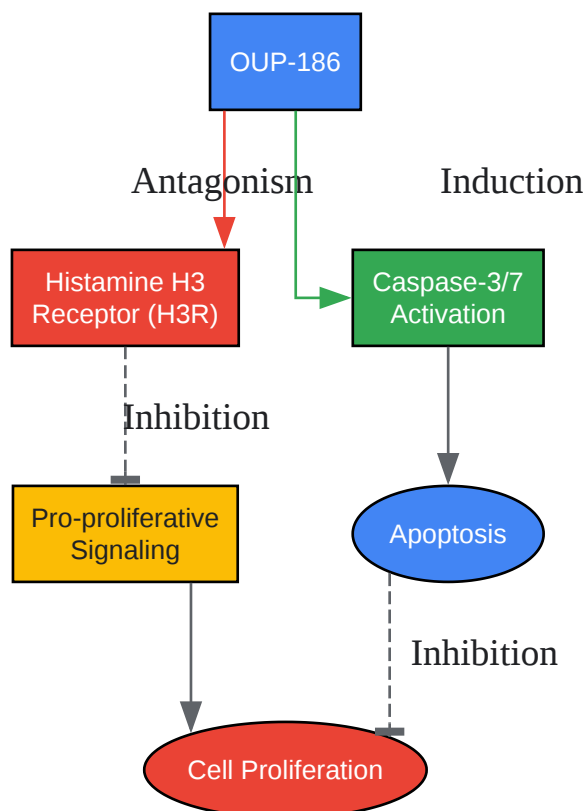 OUP-186
Antagonism
Induction
Histamine H3
Receptor (H3R)
Caspase-3/7
Activation
Inhibition
Pro-proliferative
Signaling
Apoptosis
Inhibition
Cell Proliferation